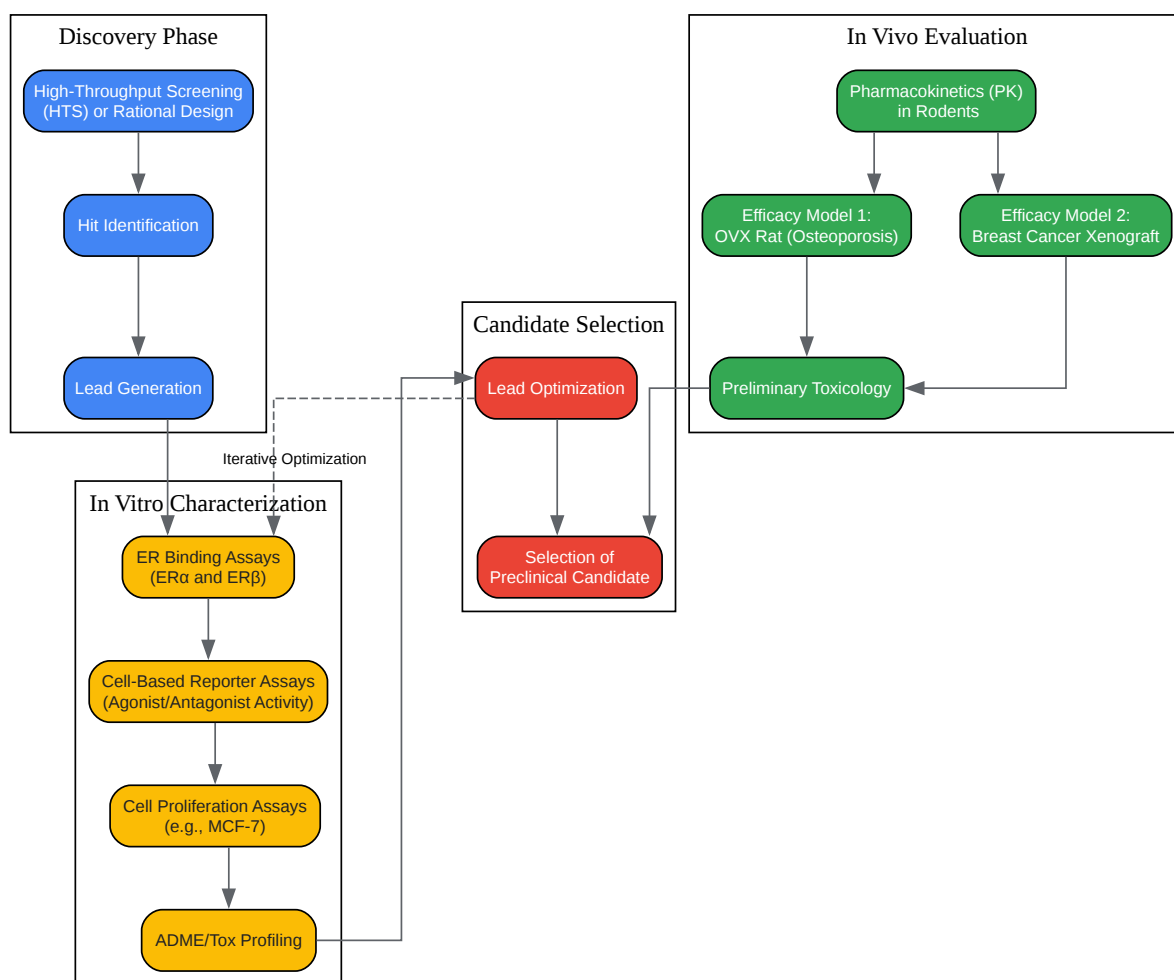 Discovery Phase
High-Throughput Screening
(HTS) or Rational Design
Hit Identification
Lead Generation
In Vivo Evaluation
Pharmacokinetics (PK)
in Rodents
Efficacy Model 1:
OVX Rat (Osteoporosis)
Efficacy Model 2:
Breast Cancer Xenograft
Preliminary Toxicology
Candidate Selection
Lead Optimization
Selection of
Preclinical Candidate
Iterative Optimization
In Vitro Characterization
ER Binding Assays
(ERα and ERβ)
Cell-Based Reporter Assays
(Agonist/Antagonist Activity)
Cell Proliferation Assays
(e.g., MCF-7)
ADME/Tox Profiling